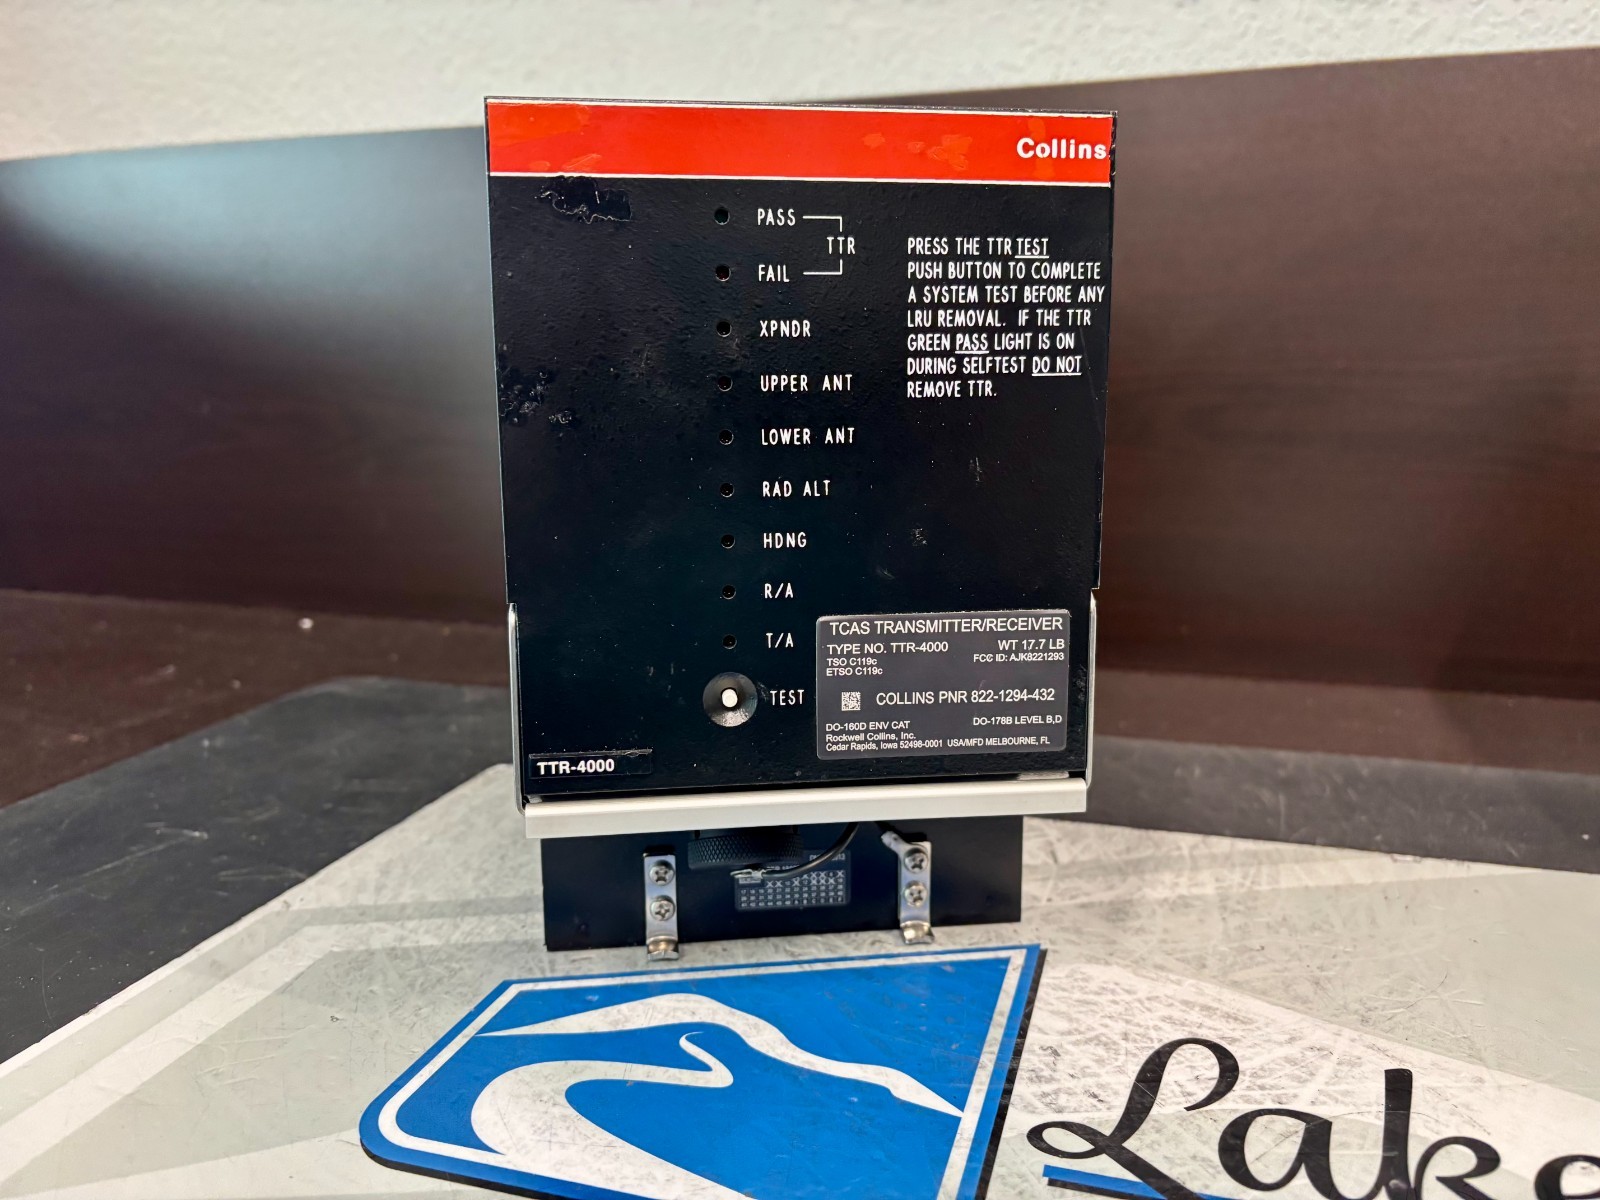 Collins
PASS
TTR
FAIL
XPNDR
UPPER ANT
LOWER ANT
RAD ALT
HDNG
R/A
T/A
TEST
PRESS THE TTR TEST
PUSH BUTTON TO COMPLETE
A SYSTEM TEST BEFORE ANY
LRU REMOVAL. IF THE TTR
GREEN PASS LIGHT IS ON
DURING SELFTEST DO NOT
REMOVE TTR.
TCAS TRANSMITTER/RECEIVER
TYPE NO. TTR-4000 WT 17.7 LB
TSO C119c FCC ID: AJK8221293
ETSO C119c
COLLINS PNR 822-1294-432
DO-160D ENV CAT DO-178B LEVEL B,D
Rockwell Collins, Inc.
Cedar Rapids, Iowa 52498-0001 USA/MFD MELBOURNE, FL
TTR-4000